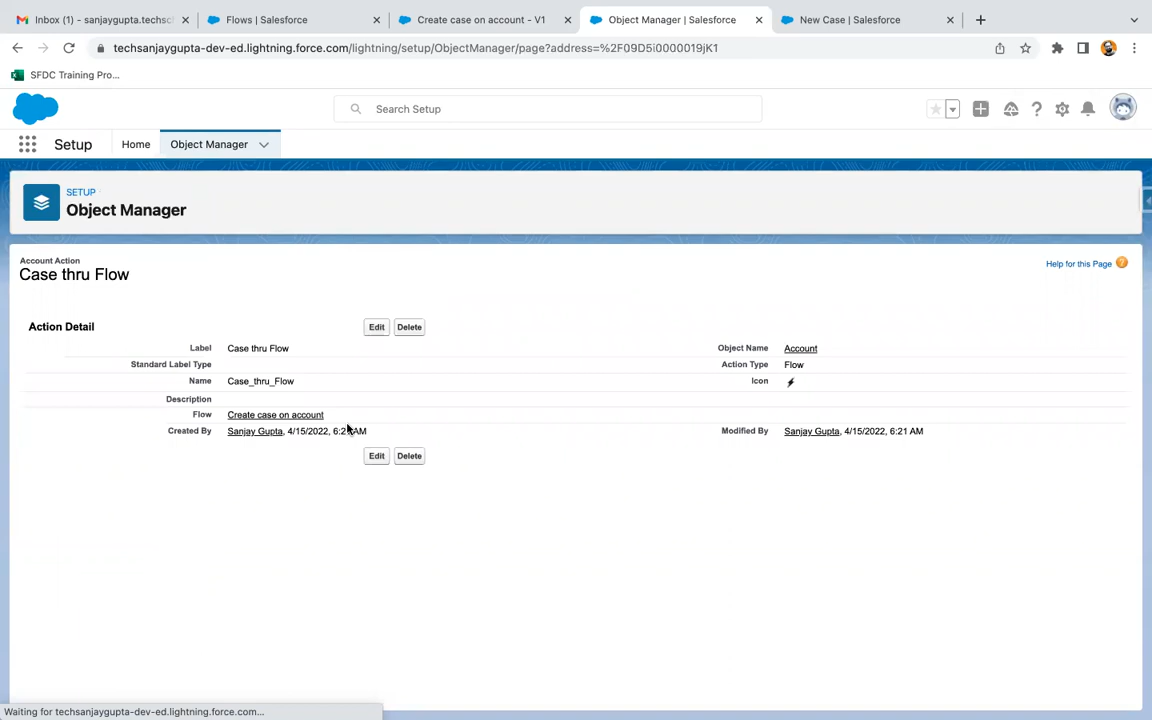 Inbox (1) - sanjaygupta.techsch
Flows | Salesforce
Create case on account - V1
Object Manager | Salesforce
New Case | Salesforce
techsanjaygupta-dev-ed.lightning.force.com/lightning/setup/ObjectManager/page?address=%2F09D5i0000019jK1
SFDC Training Pro...
Search Setup
Setup
Home
Object Manager
SETUP
Object Manager
Account Action
Case thru Flow
Help for this Page
Action Detail
Edit
Delete
Label
Case thru Flow
Object Name
Account
Standard Label Type
Action Type
Flow
Name
Case_thru_Flow
Icon
Description
Flow
Create case on account
Created By
Sanjay Gupta, 4/15/2022, 6:21 AM
Modified By
Sanjay Gupta, 4/15/2022, 6:21 AM
Edit
Delete
Waiting for techsanjaygupta-dev-ed.lightning.force.com...